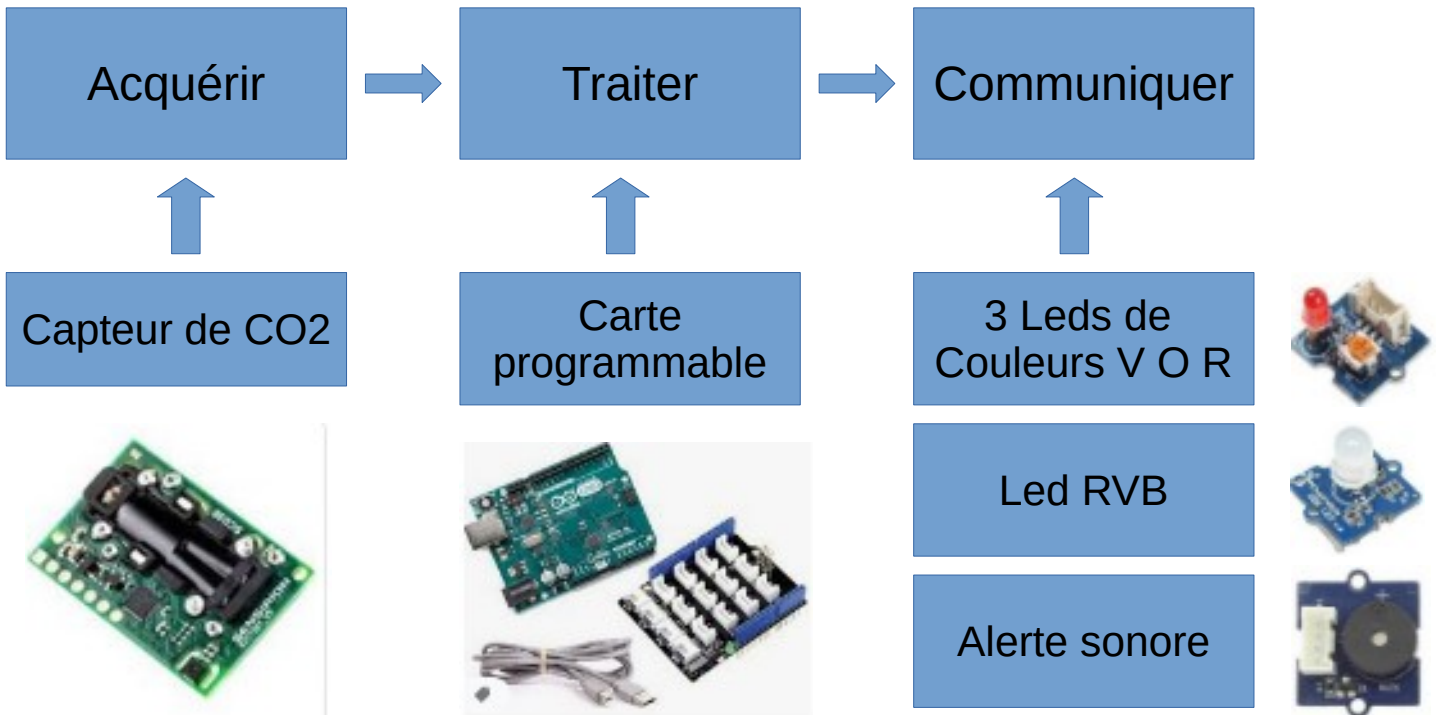 Acquérir
Traiter
Communiquer
Capteur de CO2
Carte
programmable
3 Leds de
Couleurs V O R
Led RVB
Alerte sonore